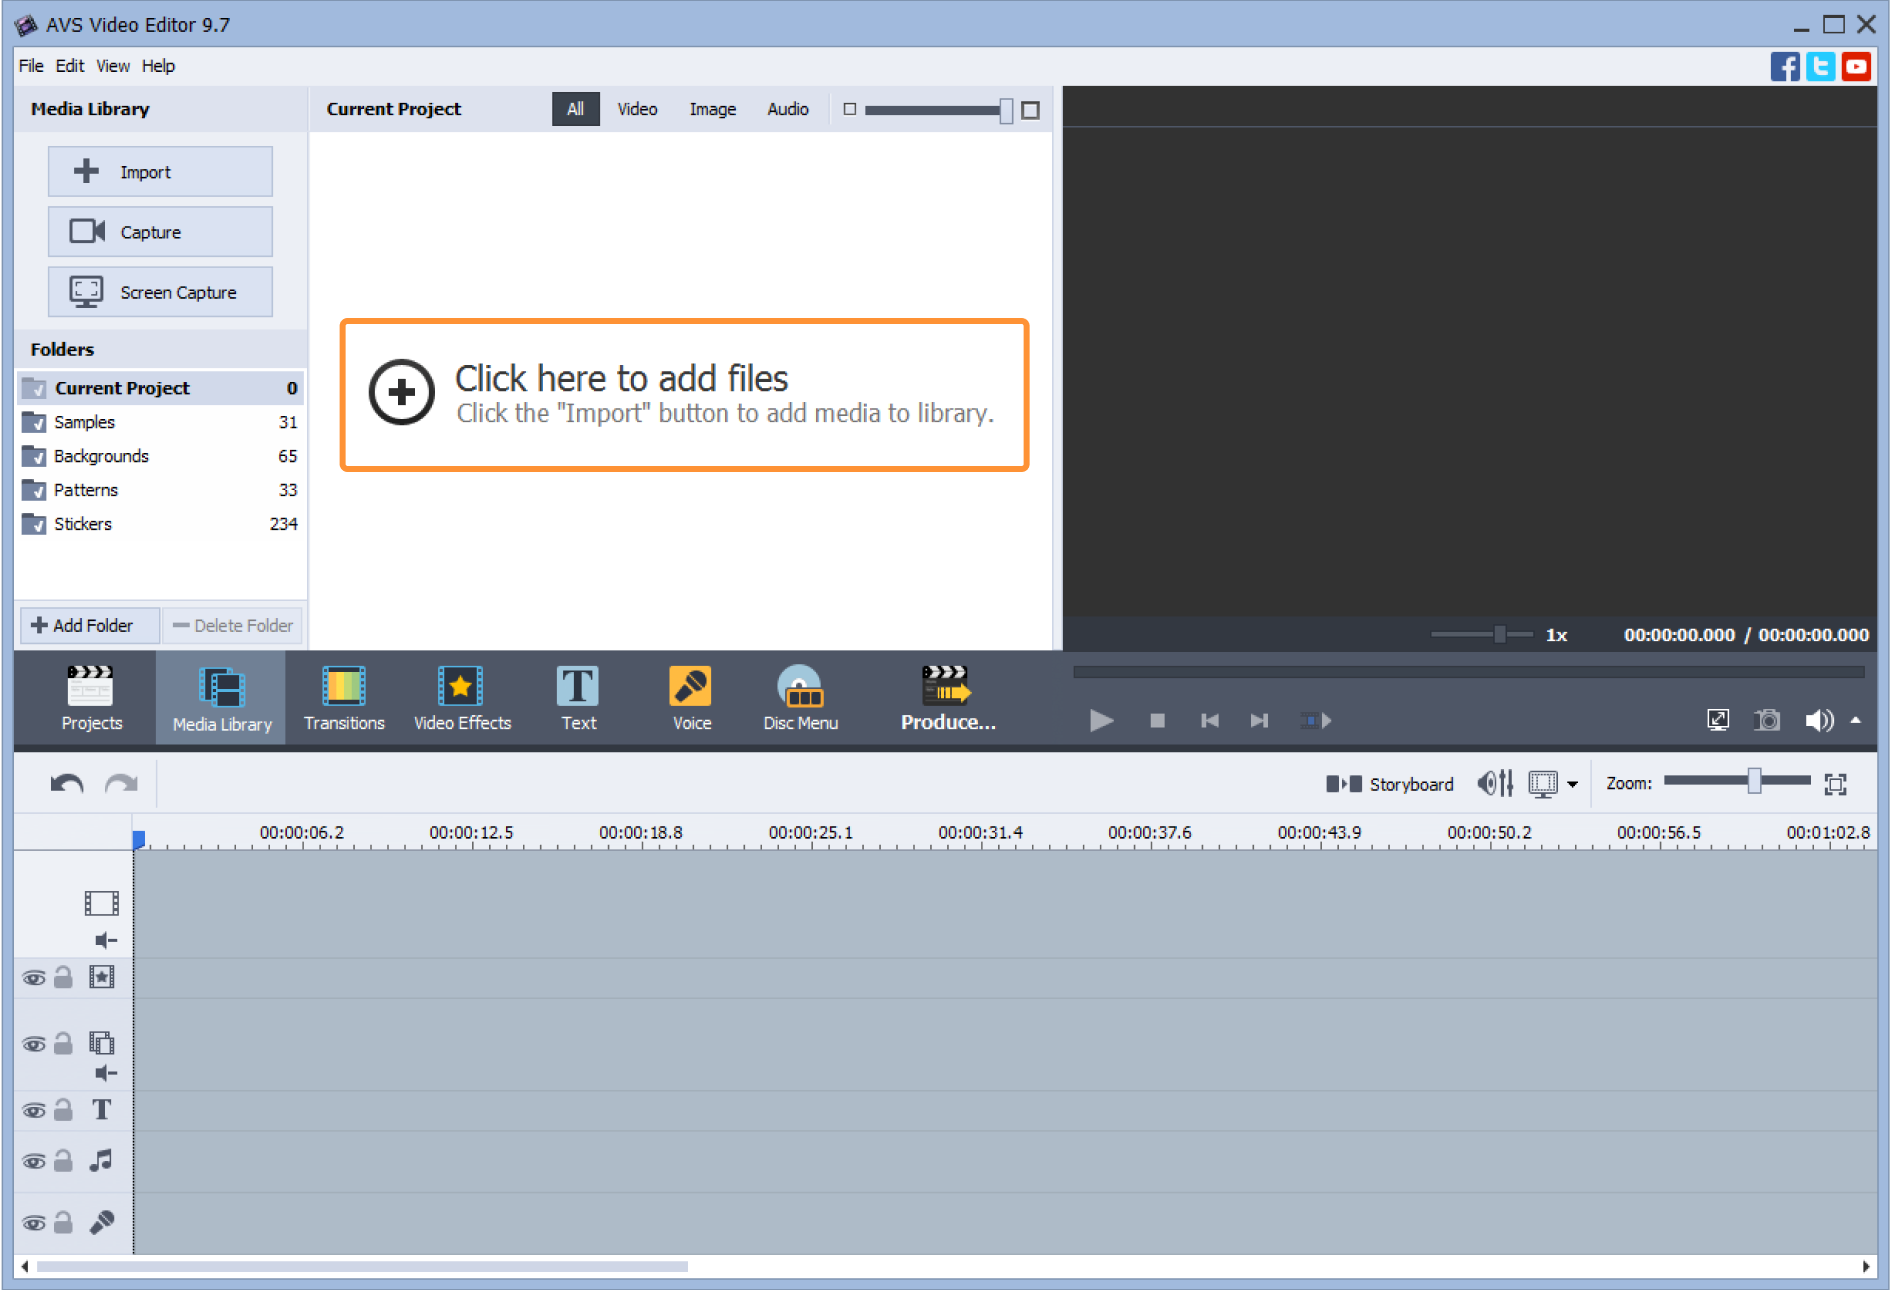 AVS Video Editor 9.7
File Edit View Help
Media Library
Current Project
All Video Image Audio
Import
Capture
Screen Capture
Folders
Current Project 0
Samples 31
Backgrounds 65
Patterns 33
Stickers 234
Add Folder
Delete Folder
Click here to add files
Click the "Import" button to add media to library.
1x
00:00:00.000 / 00:00:00.000
Projects
Media Library
Transitions
Video Effects
Text
Voice
Disc Menu
Produce...
Storyboard
Zoom:
00:00:06.2 00:00:12.5 00:00:18.8 00:00:25.1 00:00:31.4 00:00:37.6 00:00:43.9 00:00:50.2 00:00:56.5 00:01:02.8